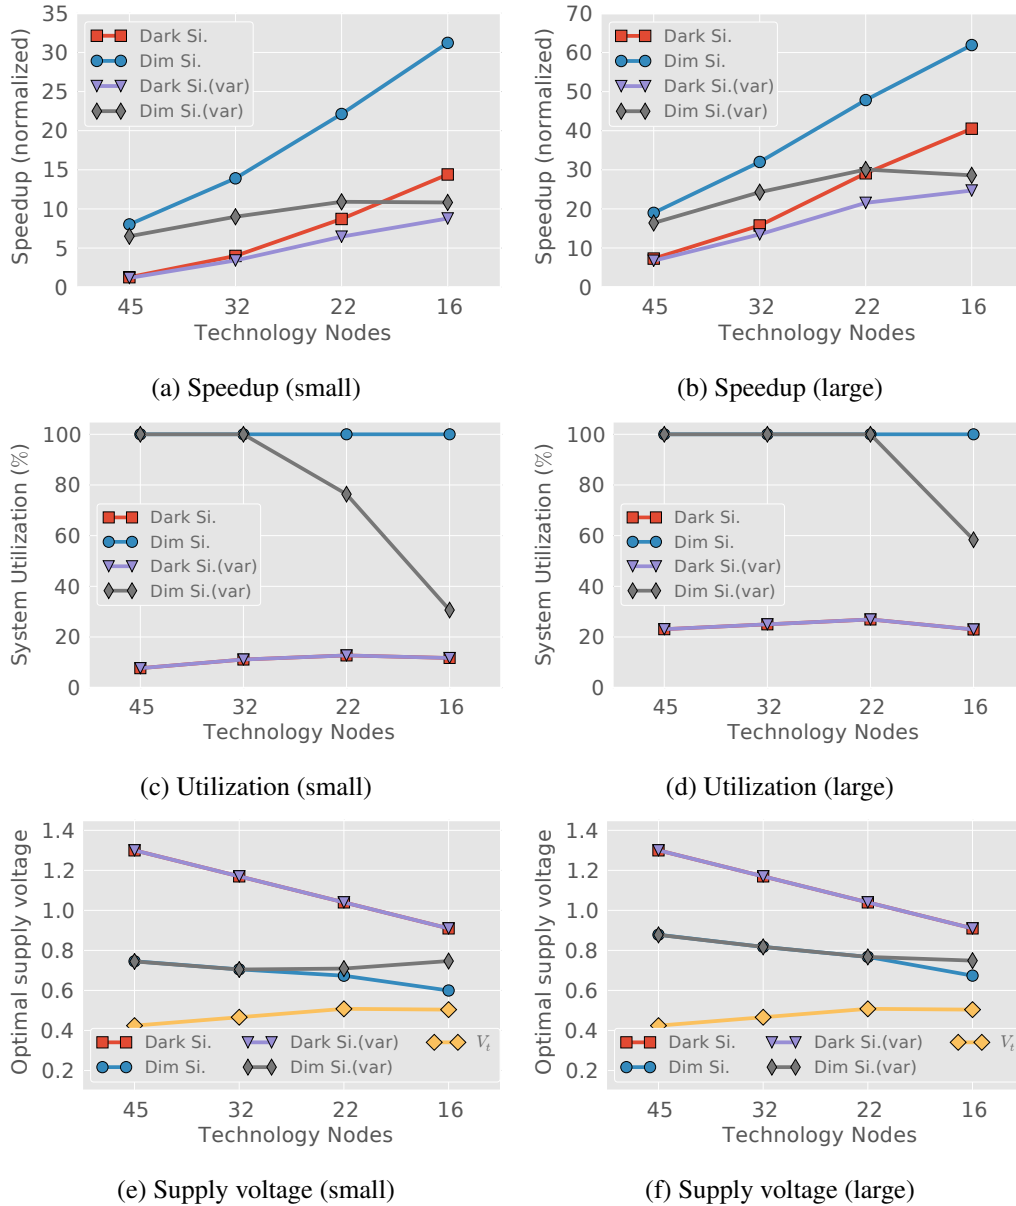 35
30
25
20
15
10
5
0
Speedup (normalized)
Dark Si.
Dim Si.
Dark Si.(var)
Dim Si.(var)
45 32 22 16
Technology Nodes
(a) Speedup (small)
70
60
50
40
30
20
10
0
Speedup (normalized)
Dark Si.
Dim Si.
Dark Si.(var)
Dim Si.(var)
45 32 22 16
Technology Nodes
(b) Speedup (large)
100
80
60
40
20
0
System Utilization (%)
Dark Si.
Dim Si.
Dark Si.(var)
Dim Si.(var)
45 32 22 16
Technology Nodes
(c) Utilization (small)
100
80
60
40
20
0
System Utilization (%)
Dark Si.
Dim Si.
Dark Si.(var)
Dim Si.(var)
45 32 22 16
Technology Nodes
(d) Utilization (large)
1.4
1.2
1.0
0.8
0.6
0.4
0.2
Optimal supply voltage
Dark Si. Dark Si.(var) V_t
Dim Si. Dim Si.(var)
45 32 22 16
Technology Nodes
(e) Supply voltage (small)
1.4
1.2
1.0
0.8
0.6
0.4
0.2
Optimal supply voltage
Dark Si. Dark Si.(var) V_t
Dim Si. Dim Si.(var)
45 32 22 16
Technology Nodes
(f) Supply voltage (large)